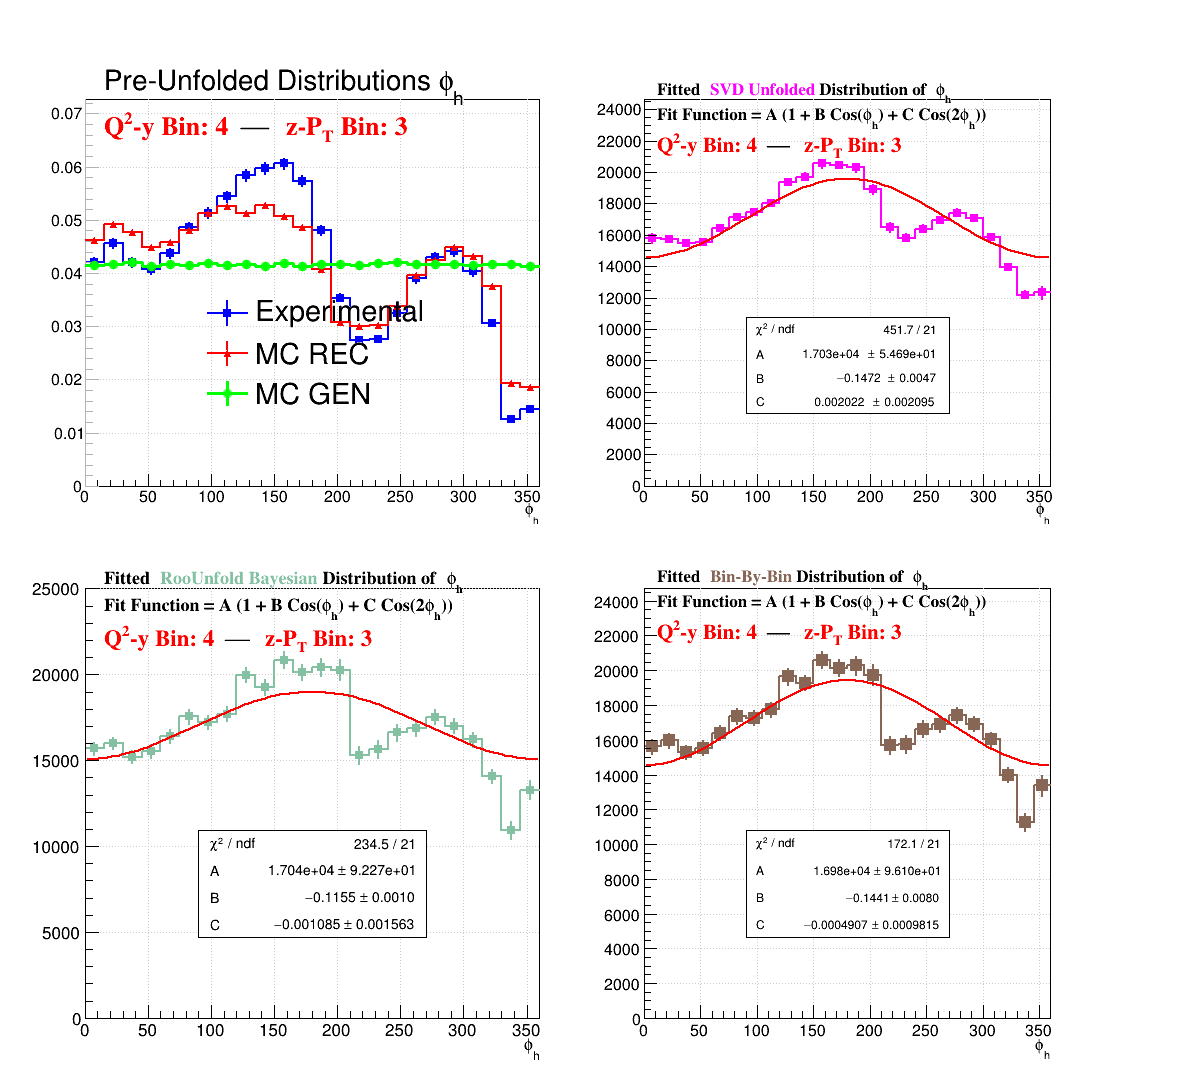 Pre-Unfolded Distributions ϕh
Q2-y Bin: 4 — z-PT Bin: 3
0.07
0.06
0.05
0.04
0.03
0.02
0.01
0
Experimental
MC REC
MC GEN
0 50 100 150 200 250 300 350
ϕh
Fitted SVD Unfolded Distribution of ϕh
Fit Function = A (1 + B Cos(ϕh) + C Cos(2ϕh))
Q2-y Bin: 4 — z-PT Bin: 3
24000
22000
20000
18000
16000
14000
12000
10000
8000
6000
4000
2000
0
χ2 / ndf 451.7 / 21
A 1.703e+04 ± 5.469e+01
B −0.1472 ± 0.0047
C 0.002022 ± 0.002095
0 50 100 150 200 250 300 350
ϕh
Fitted RooUnfold Bayesian Distribution of ϕh
Fit Function = A (1 + B Cos(ϕh) + C Cos(2ϕh))
Q2-y Bin: 4 — z-PT Bin: 3
25000
20000
15000
10000
5000
0
χ2 / ndf 234.5 / 21
A 1.704e+04 ± 9.227e+01
B −0.1155 ± 0.0010
C −0.001085 ± 0.001563
0 50 100 150 200 250 300 350
ϕh
Fitted Bin-By-Bin Distribution of ϕh
Fit Function = A (1 + B Cos(ϕh) + C Cos(2ϕh))
Q2-y Bin: 4 — z-PT Bin: 3
24000
22000
20000
18000
16000
14000
12000
10000
8000
6000
4000
2000
0
χ2 / ndf 172.1 / 21
A 1.698e+04 ± 9.610e+01
B −0.1441 ± 0.0080
C −0.0004907 ± 0.0009815
0 50 100 150 200 250 300 350
ϕh